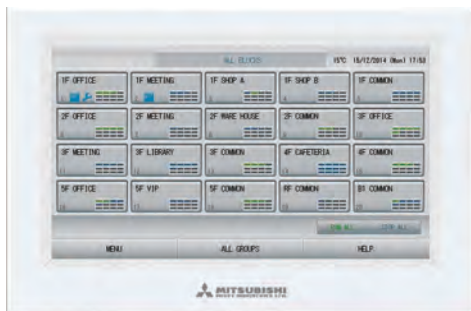 ALL BLOCKS 15°C 15/12/2014 (Mon) 17:53
1F OFFICE 1F MEETING 1F SHOP A 1F SHOP B 1F COMMON
2F OFFICE 2F MEETING 2F WARE HOUSE 2F COMMON 3F OFFICE
3F MEETING 3F LIBRARY 3F COMMON 4F CAFETERIA 4F COMMON
5F OFFICE 5F VIP 5F COMMON RF COMMON B1 COMMON
RUN ALL STOP ALL
MENU ALL GROUPS HELP
MITSUBISHI
HEAVY INDUSTRIES LTD.